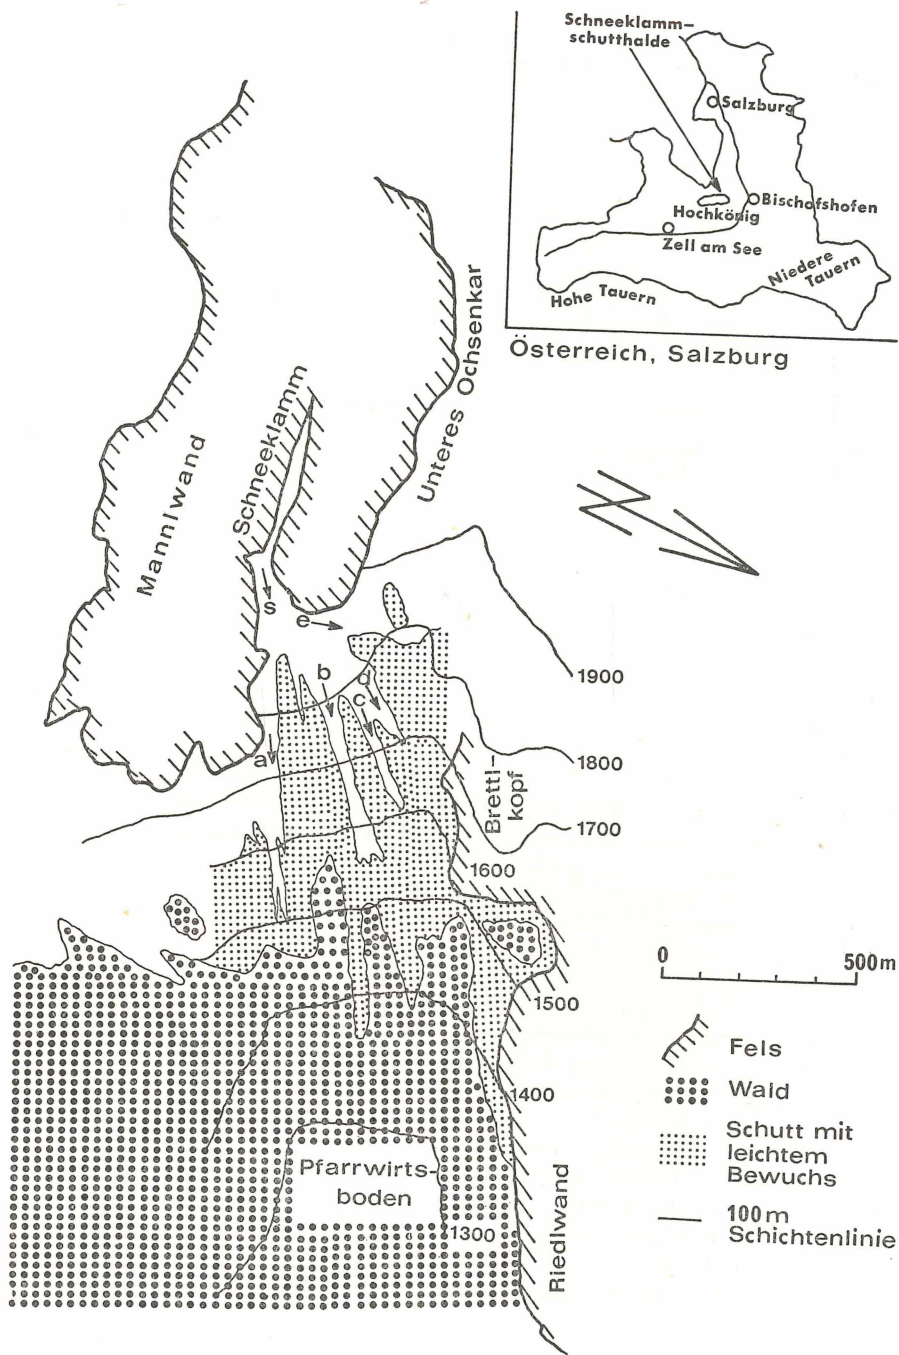 Schneeklamm-
schutthalde
Salzburg
Bischofshofen
Hochkönig
Zell am See
Niedere
Tauern
Hohe Tauern
Österreich, Salzburg
Mannlwand
Schneeklamm
Unteres Ochsenkar
s
e
b
d
c
a
1900
1800
1700
Brettl-
kopf
1600
1500
1400
Pfarrwirts-
boden
1300
Riedlwand
0 500m
Fels
Wald
Schutt mit
leichtem
Bewuchs
100m
Schichtenlinie